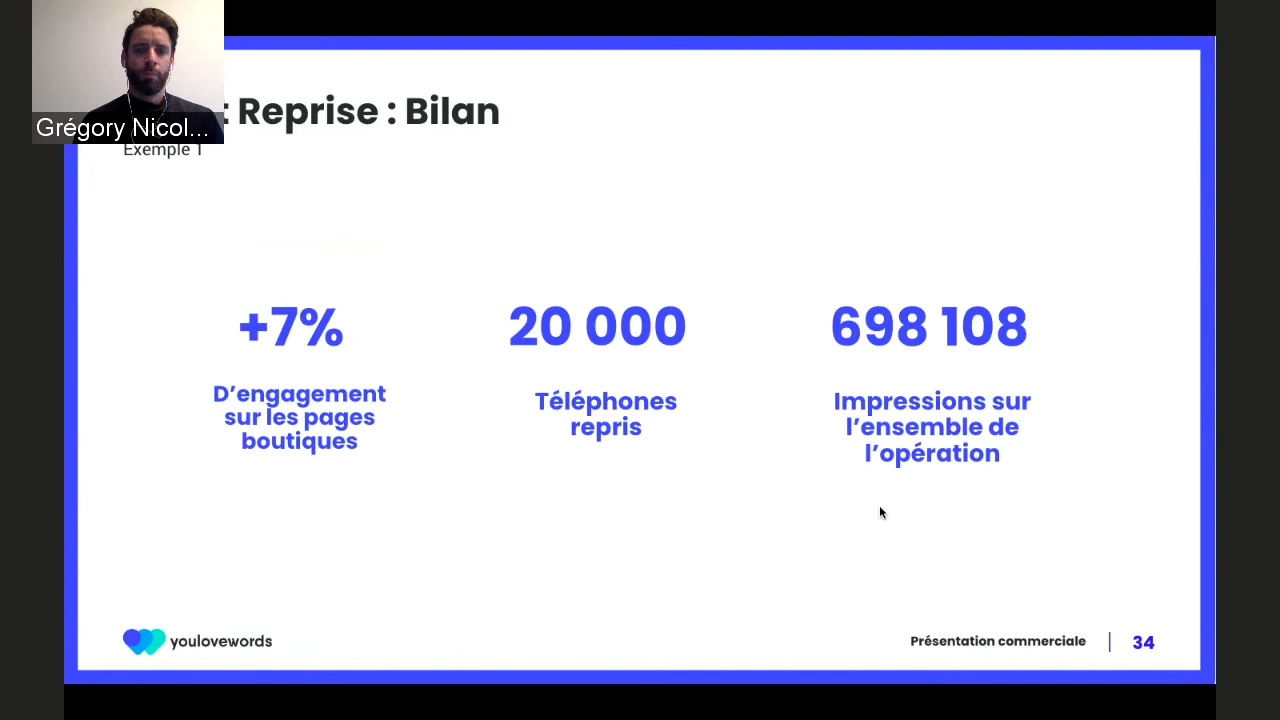 Grégory Nicol...
: Reprise : Bilan
Exemple 1
+7%
D'engagement
sur les pages
boutiques
20 000
Téléphones
repris
698 108
Impressions sur
l'ensemble de
l'opération
youlovewords
Présentation commerciale
34